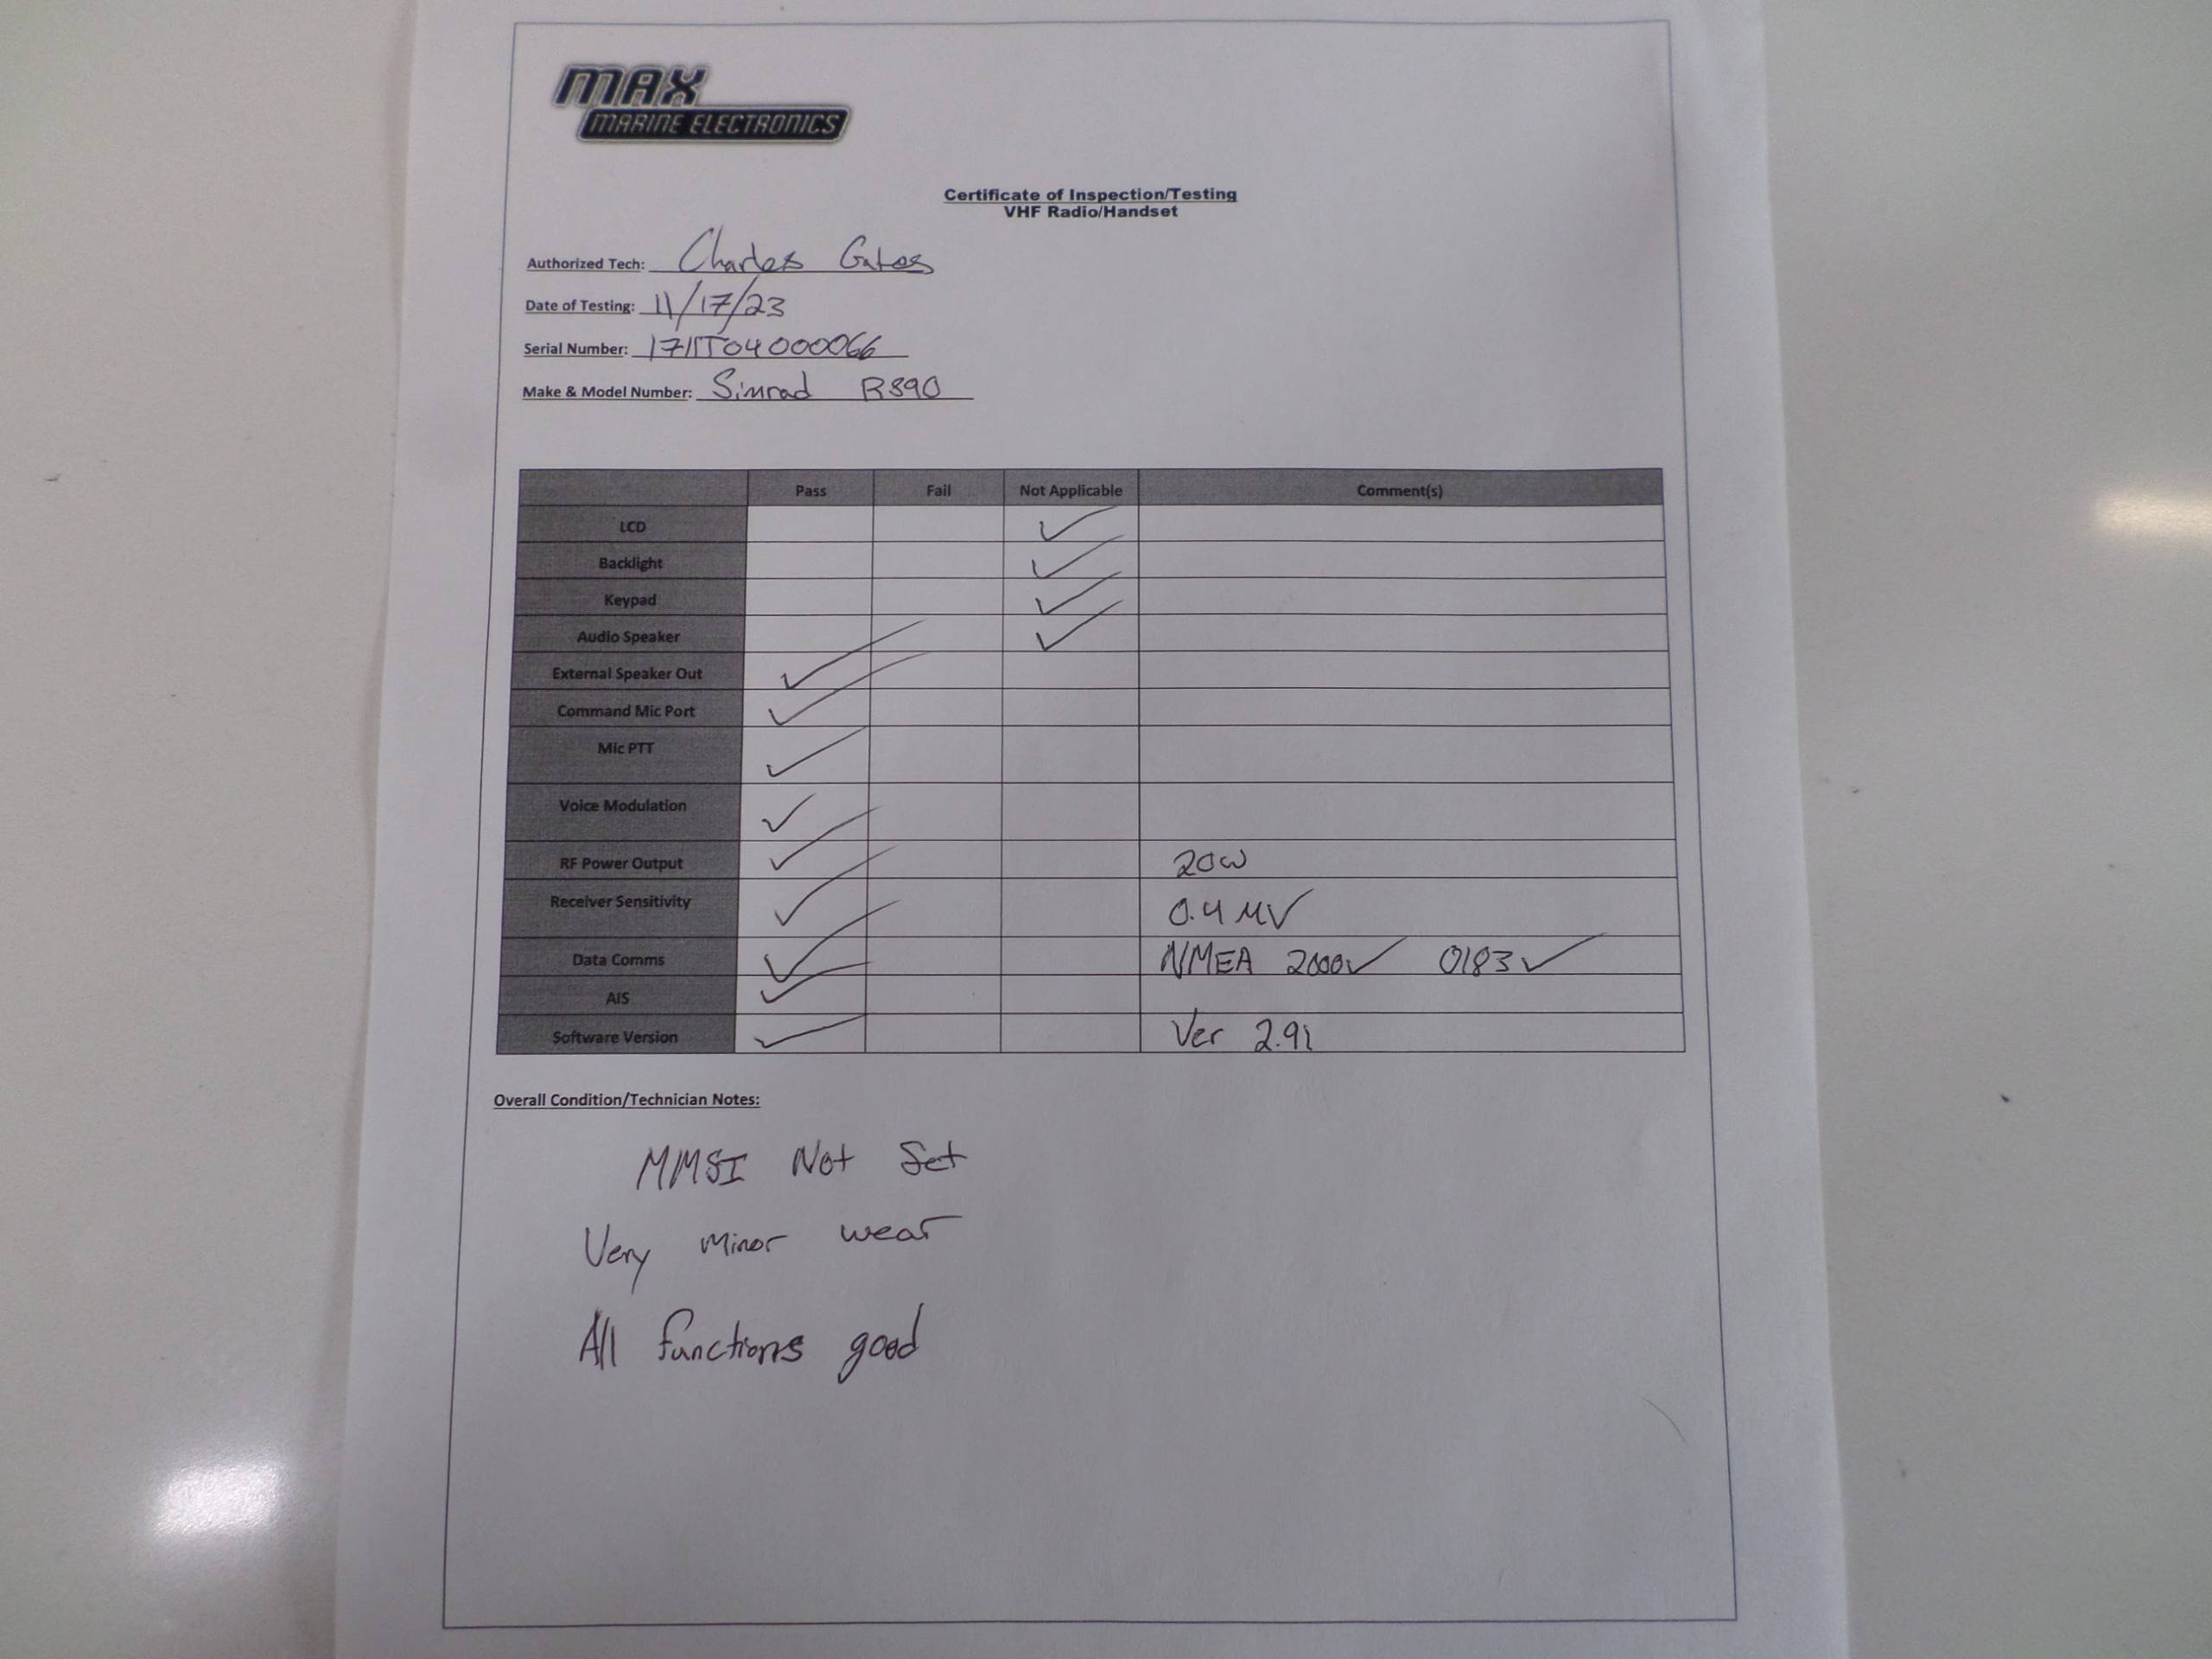 MAX
MARINE ELECTRONICS
Certificate of Inspection/Testing
VHF Radio/Handset
Authorized Tech: Charles Gates
Date of Testing: 11/17/23
Serial Number: 1711T04000066
Make & Model Number: Simrad RS90
Pass Fail Not Applicable Comment(s)
LCD ✓
Backlight ✓
Keypad ✓
Audio Speaker ✓
External Speaker Out ✓
Command Mic Port ✓
Mic PTT ✓
Voice Modulation ✓
RF Power Output ✓ 20W
Receiver Sensitivity ✓ 0.4 MV
Data Comms ✓ NMEA 2000✓ 0183✓
AIS ✓
Software Version ✓ Ver 2.91
Overall Condition/Technician Notes:
MMSI Not Set
Very minor wear
All functions good